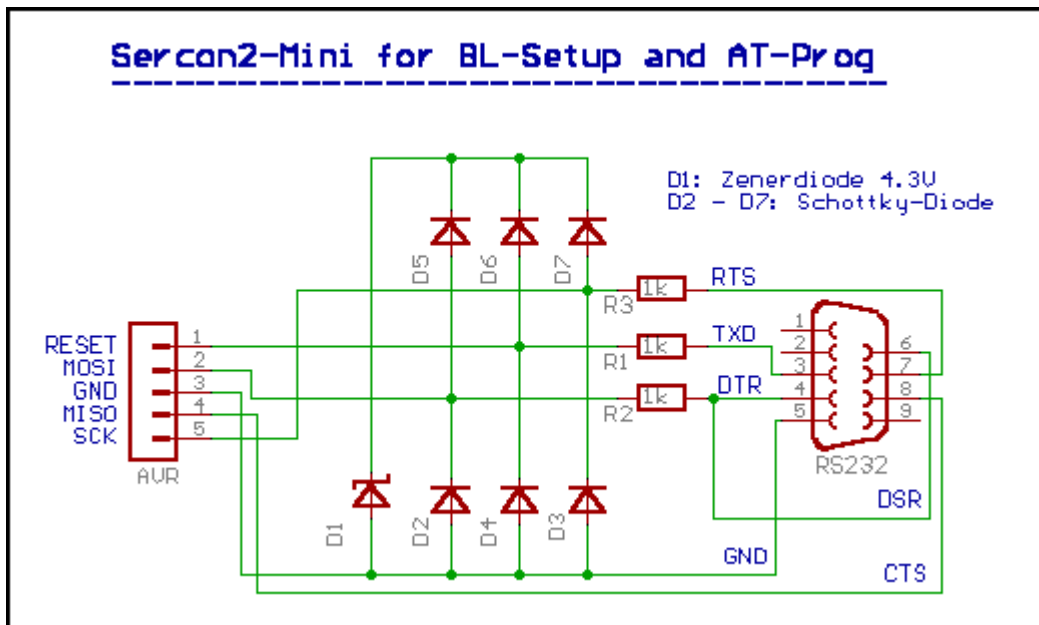 Sercon2-Mini for BL-Setup and AT-Prog
D1: Zenerdiode 4.3V
D2 - D7: Schottky-Diode
D5
D6
D7
R3
1k
RTS
R1
1k
TXD
R2
1k
DTR
RESET
MOSI
GND
MISO
SCK
1
2
3
4
5
AVR
1
2
3
4
5
6
7
8
9
RS232
D1
D2
D4
D3
DSR
GND
CTS